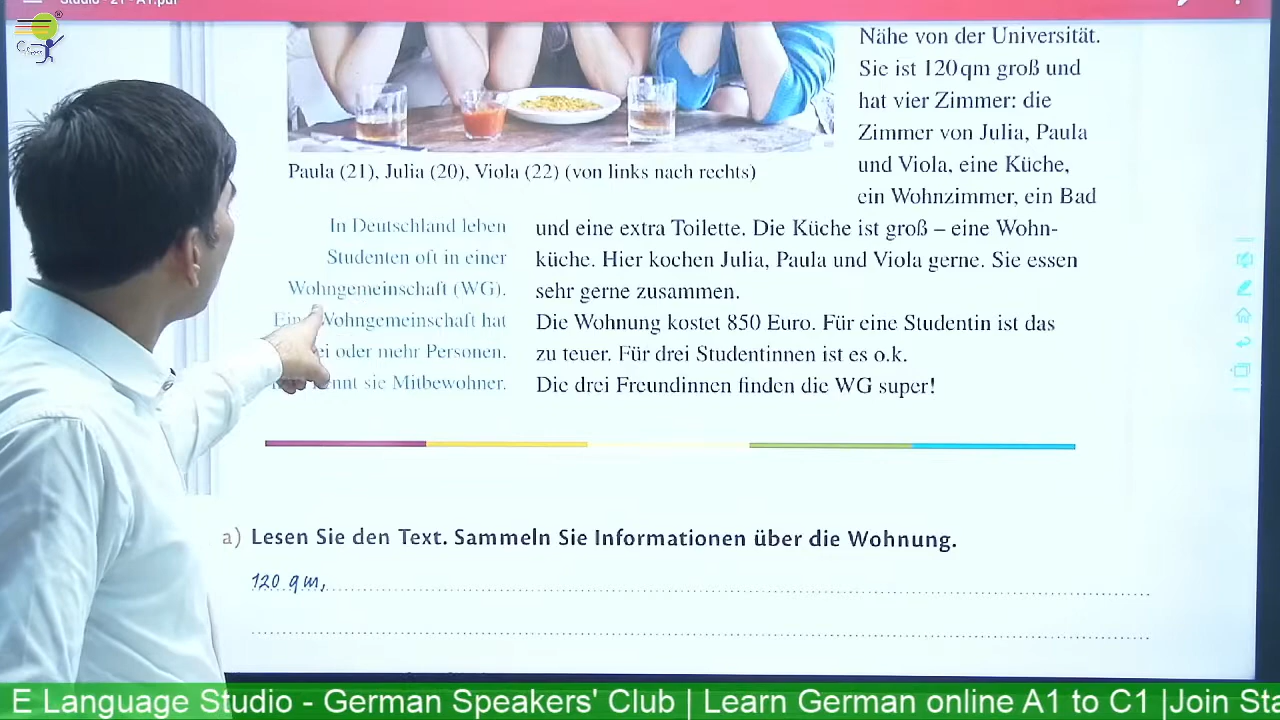 Studio - 21 - A1.pdf
Nähe von der Universität.
Sie ist 120 qm groß und
hat vier Zimmer: die
Zimmer von Julia, Paula
und Viola, eine Küche,
ein Wohnzimmer, ein Bad
Paula (21), Julia (20), Viola (22) (von links nach rechts)
In Deutschland leben
Studenten oft in einer
Wohngemeinschaft (WG).
Wohngemeinschaft hat
oder mehr Personen.
sie Mitbewohner.
und eine extra Toilette. Die Küche ist groß – eine Wohn-
küche. Hier kochen Julia, Paula und Viola gerne. Sie essen
sehr gerne zusammen.
Die Wohnung kostet 850 Euro. Für eine Studentin ist das
zu teuer. Für drei Studentinnen ist es o.k.
Die drei Freundinnen finden die WG super!
a) Lesen Sie den Text. Sammeln Sie Informationen über die Wohnung.
120 qm,
E Language Studio - German Speakers' Club | Learn German online A1 to C1 |Join